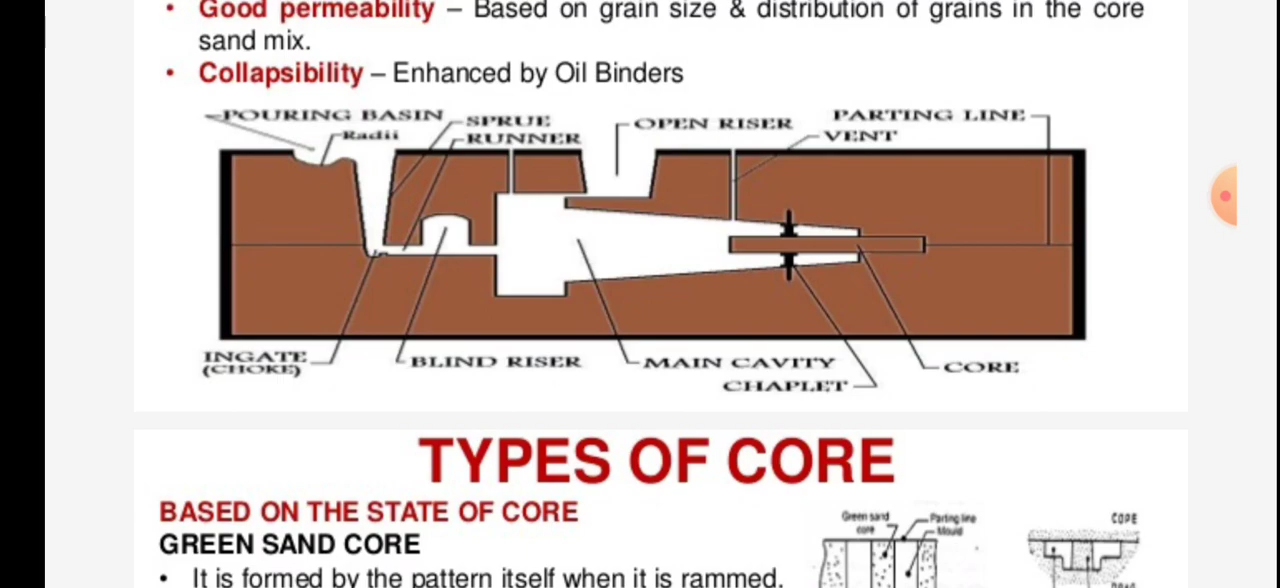 • Good permeability – Based on grain size & distribution of grains in the core
sand mix.
• Collapsibility – Enhanced by Oil Binders
POURING BASIN
SPRUE
OPEN RISER
PARTING LINE
Radii
RUNNER
VENT
INGATE
(CHOKE)
BLIND RISER
MAIN CAVITY
CORE
CHAPLET
TYPES OF CORE
BASED ON THE STATE OF CORE
GREEN SAND CORE
• It is formed by the pattern itself when it is rammed.
Green sand
core
Parting line
Mould
COPE
DRAG